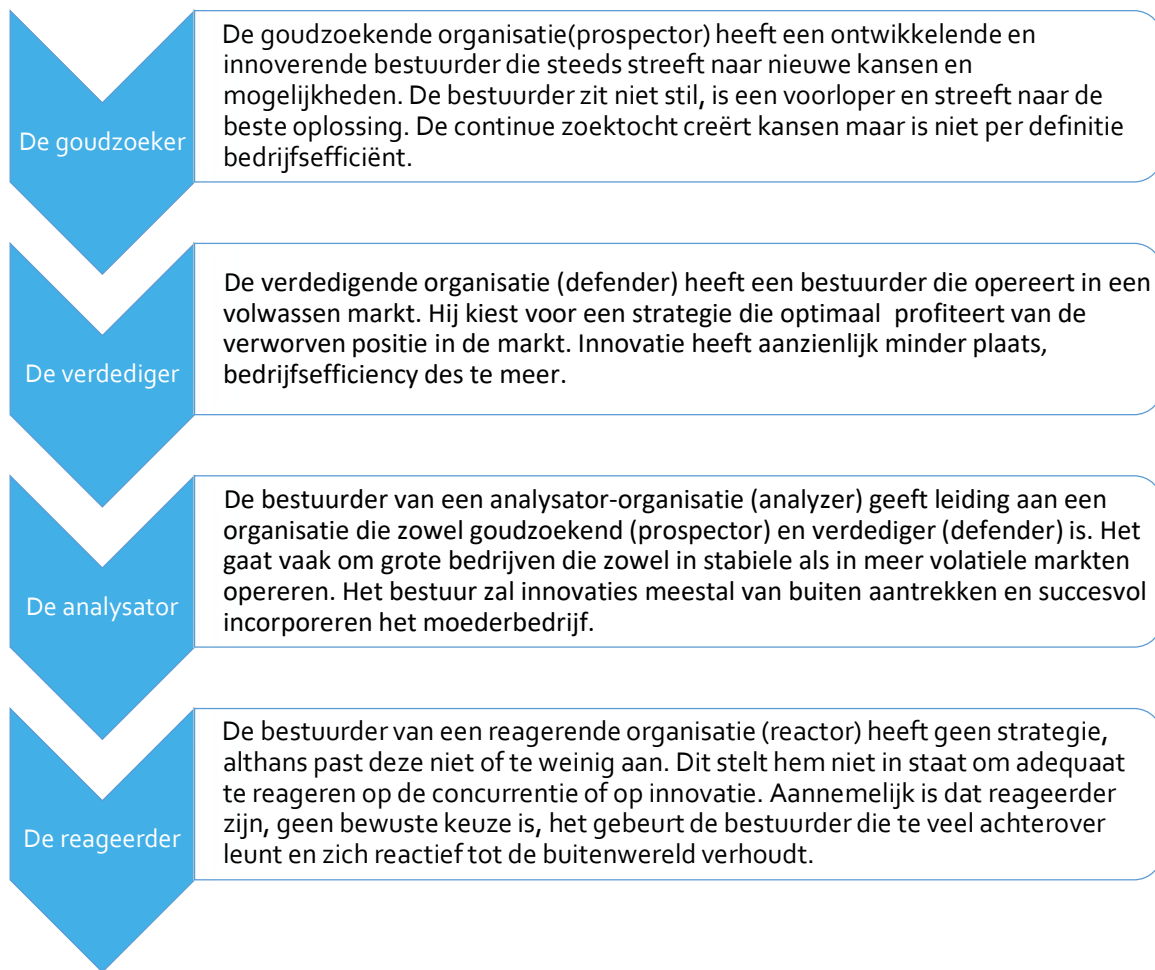 De goudzoeker
De goudzoekende organisatie(prospector) heeft een ontwikkelende en
innoverende bestuurder die steeds streeft naar nieuwe kansen en
mogelijkheden. De bestuurder zit niet stil, is een voorloper en streeft naar de
beste oplossing. De continue zoektocht creërt kansen maar is niet per definitie
bedrijfsefficiënt.
De verdediger
De verdedigende organisatie (defender) heeft een bestuurder die opereert in een
volwassen markt. Hij kiest voor een strategie die optimaal  profiteert van de
verworven positie in de markt. Innovatie heeft aanzienlijk minder plaats,
bedrijfsefficiency des te meer.
De analysator
De bestuurder van een analysator-organisatie (analyzer) geeft leiding aan een
organisatie die zowel goudzoekend (prospector) en verdediger (defender) is. Het
gaat vaak om grote bedrijven die zowel in stabiele als in meer volatiele markten
opereren. Het bestuur zal innovaties meestal van buiten aantrekken en succesvol
incorporeren het moederbedrijf.
De reageerder
De bestuurder van een reagerende organisatie (reactor) heeft geen strategie,
althans past deze niet of te weinig aan. Dit stelt hem niet in staat om adequaat
te reageren op de concurrentie of op innovatie. Aannemelijk is dat reageerder
zijn, geen bewuste keuze is, het gebeurt de bestuurder die te veel achterover
leunt en zich reactief tot de buitenwereld verhoudt.